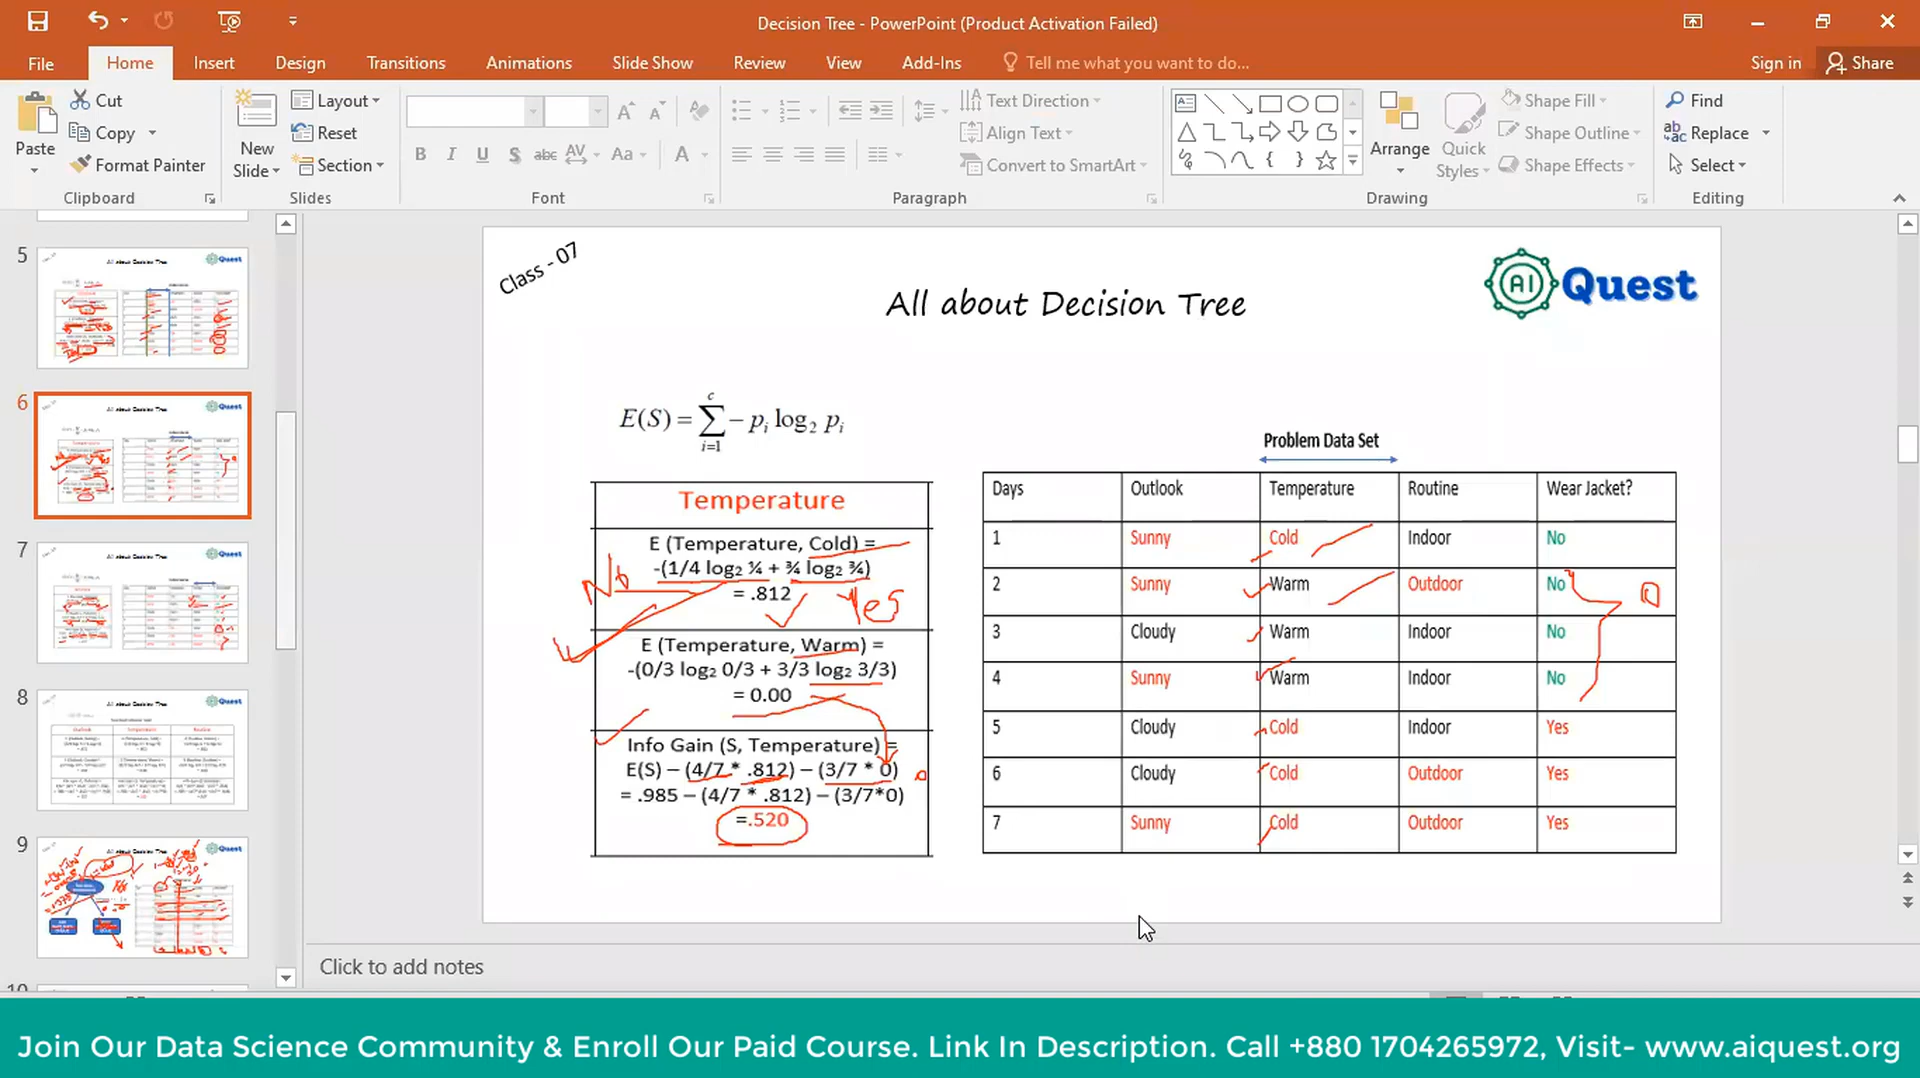 Decision Tree - PowerPoint (Product Activation Failed)
File Home Insert Design Transitions Animations Slide Show Review View Add-Ins Tell me what you want to do... Sign in Share
Paste
Cut
Copy
Format Painter
Clipboard
New Slide
Layout
Reset
Section
Slides
B I U S abc AV Aa A
Font
Text Direction
Align Text
Convert to SmartArt
Paragraph
Arrange
Quick Styles
Shape Fill
Shape Outline
Shape Effects
Drawing
Find
Replace
Select
Editing
5
6
7
8
9
10
Class - 07
All about Decision Tree
AI Quest
E(S) = ∑ c i=1 – pi log2 pi
Temperature
E (Temperature, Cold) =
-(1/4 log2 ¼ + ¾ log2 ¾)
= .812
No
Yes
E (Temperature, Warm) =
-(0/3 log2 0/3 + 3/3 log2 3/3)
= 0.00
Info Gain (S, Temperature) =
E(S) – (4/7 * .812) – (3/7 * 0)
= .985 – (4/7 * .812) – (3/7*0)
=.520
Problem Data Set
Days Outlook Temperature Routine Wear Jacket?
1 Sunny Cold Indoor No
2 Sunny Warm Outdoor No
3 Cloudy Warm Indoor No
4 Sunny Warm Indoor No
5 Cloudy Cold Indoor Yes
6 Cloudy Cold Outdoor Yes
7 Sunny Cold Outdoor Yes
0
Click to add notes
Join Our Data Science Community & Enroll Our Paid Course. Link In Description. Call +880 1704265972, Visit- www.aiquest.org